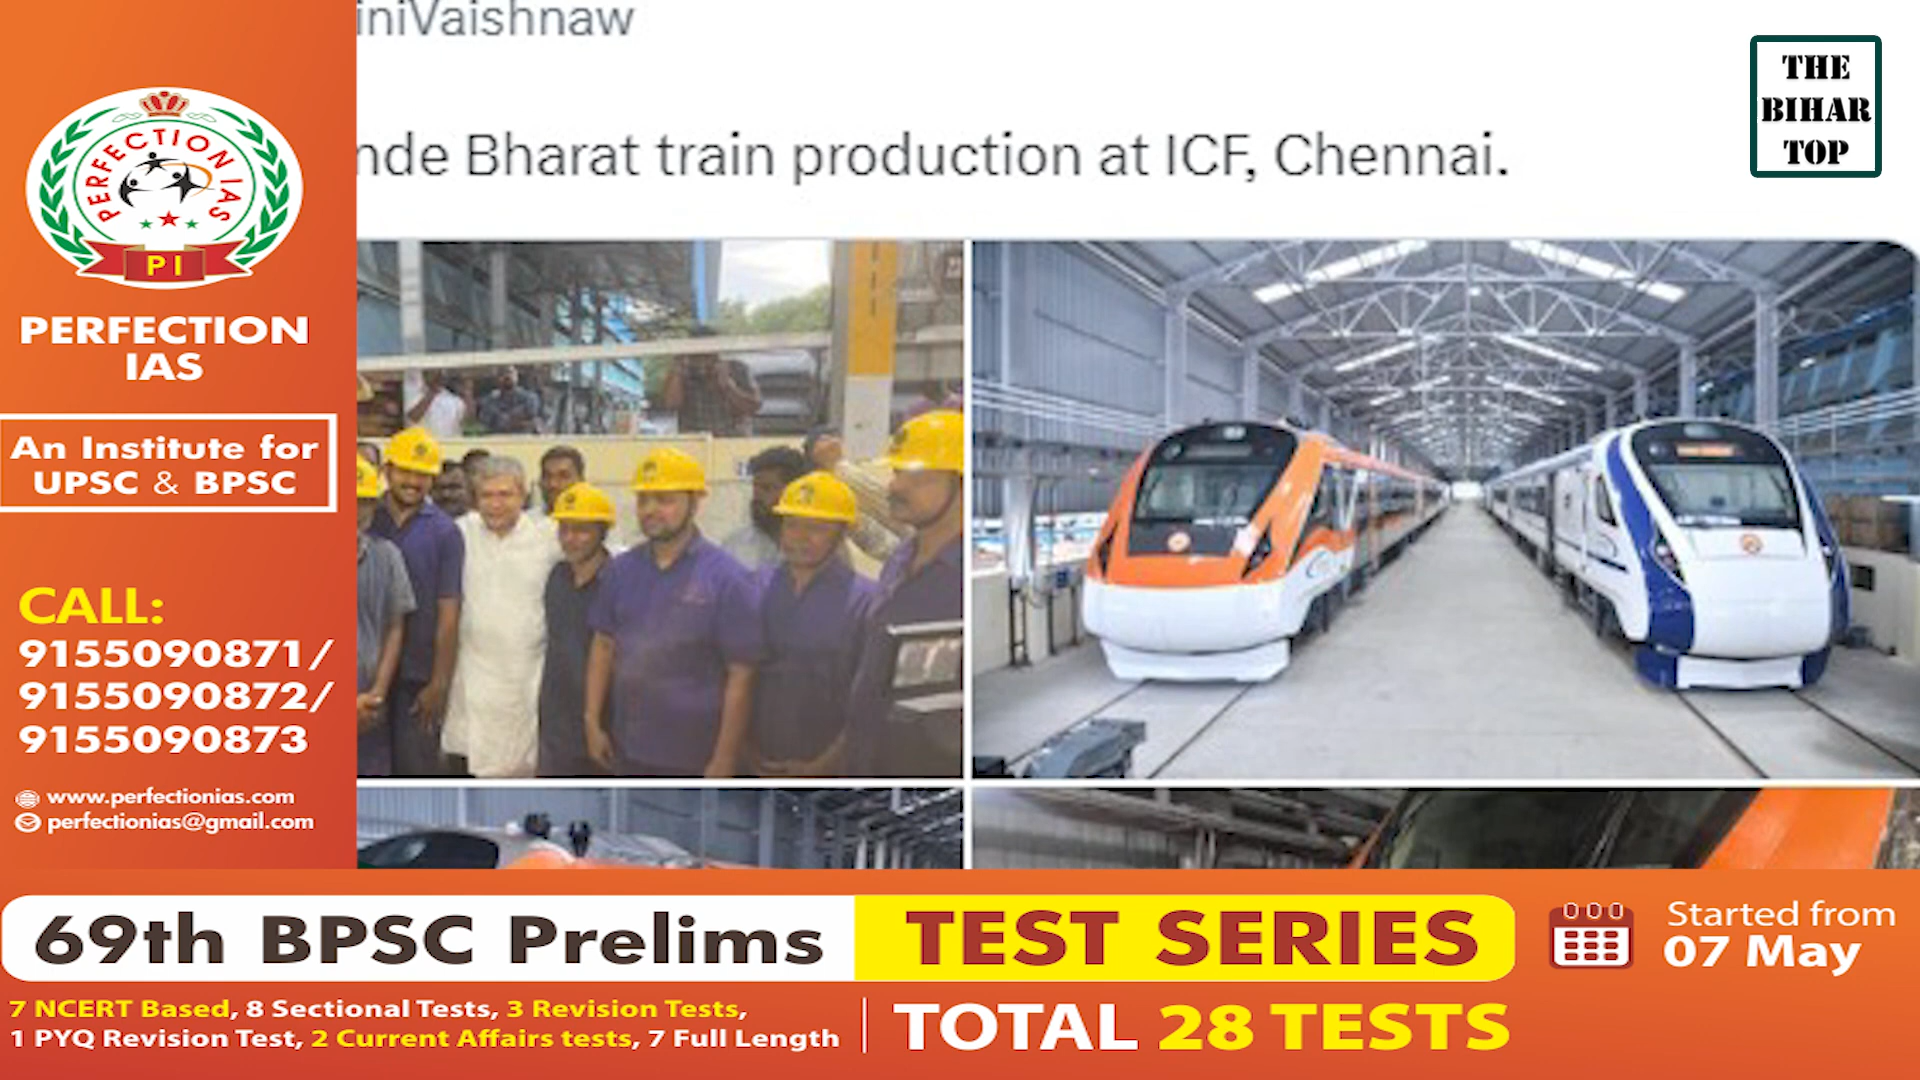 iniVaishnaw
nde Bharat train production at ICF, Chennai.
THE
BIHAR
TOP
PERFECTION IAS
PI
PERFECTION
IAS
An Institute for
UPSC & BPSC
CALL:
9155090871/
9155090872/
9155090873
www.perfectionias.com
perfectionias@gmail.com
69th BPSC Prelims
TEST SERIES
Started from
07 May
7 NCERT Based, 8 Sectional Tests, 3 Revision Tests,
1 PYQ Revision Test, 2 Current Affairs tests, 7 Full Length
TOTAL 28 TESTS